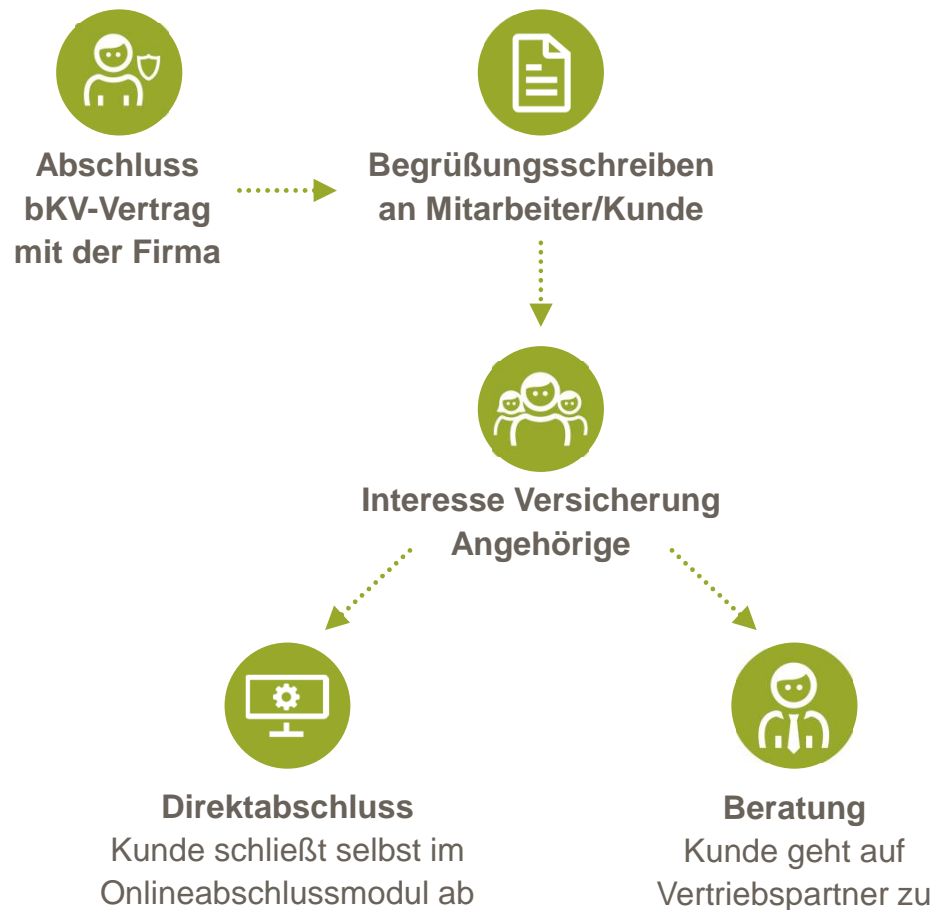 Abschluss
bKV-Vertrag
mit der Firma
Begrüßungsschreiben
an Mitarbeiter/Kunde
Interesse Versicherung
Angehörige
Direktabschluss
Kunde schließt selbst im
Onlineabschlussmodul ab
Beratung
Kunde geht auf
Vertriebspartner zu